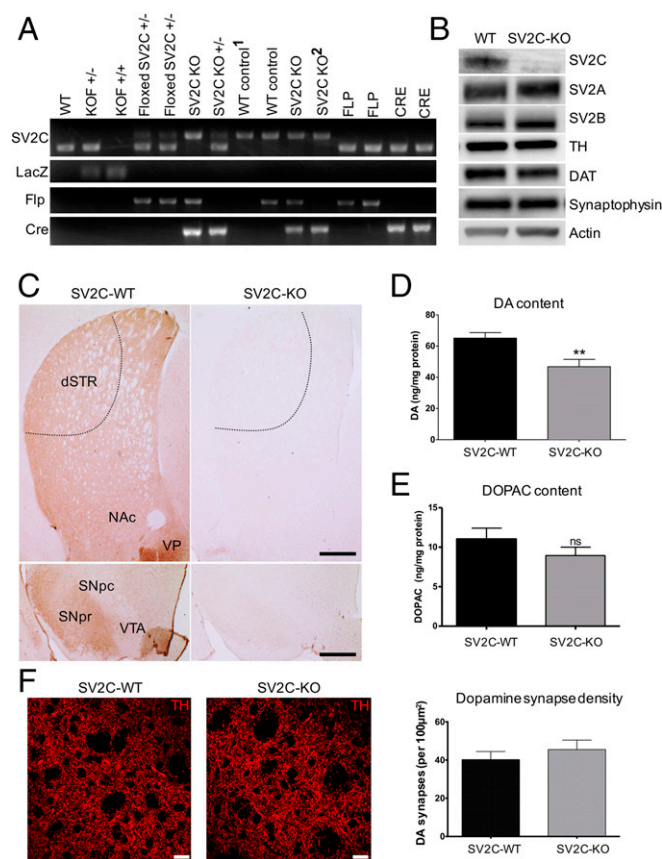 A
WT
KOF +/-
KOF +/+
Floxed SV2C +/-
Floxed SV2C +/-
SV2C KO
SV2C KO +/-
WT control1
WT control
SV2C KO
SV2C KO2
FLP
FLP
CRE
CRE
SV2C
LacZ
Flp
Cre
B
WT SV2C-KO
SV2C
SV2A
SV2B
TH
DAT
Synaptophysin
Actin
C
SV2C-WT SV2C-KO
dSTR
NAc
VP
SNpc
SNpr
VTA
D
DA content
DA (ng/mg protein)
80
60
40
20
0
**
SV2C-WT SV2C-KO
E
DOPAC content
DOPAC (ng/mg protein)
15
10
5
0
ns
SV2C-WT SV2C-KO
F
SV2C-WT SV2C-KO
TH TH
Dopamine synapse density
DA synapses (per 100µm²)
60
40
20
0
SV2C-WT SV2C-KO